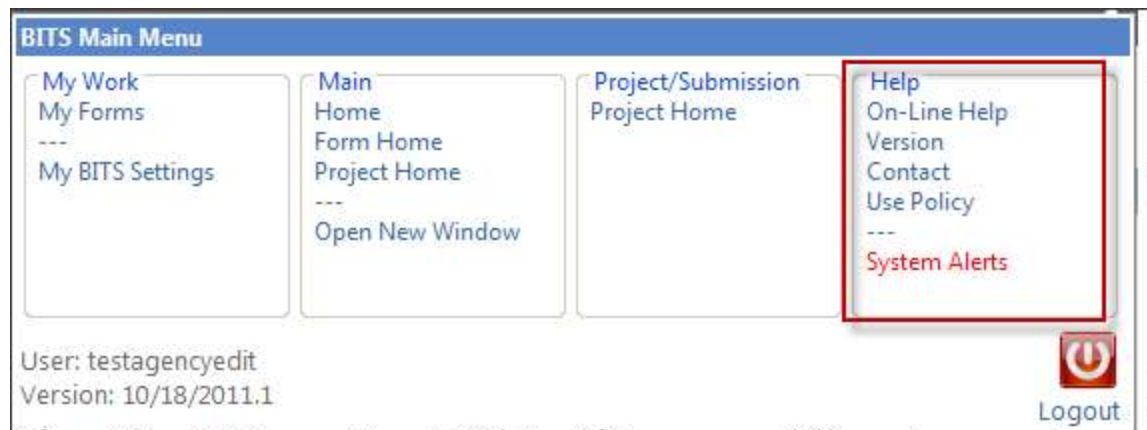 BITS Main Menu
My Work
My Forms
---
My BITS Settings
Main
Home
Form Home
Project Home
---
Open New Window
Project/Submission
Project Home
Help
On-Line Help
Version
Contact
Use Policy
---
System Alerts
User: testagencyedit
Version: 10/18/2011.1
Logout